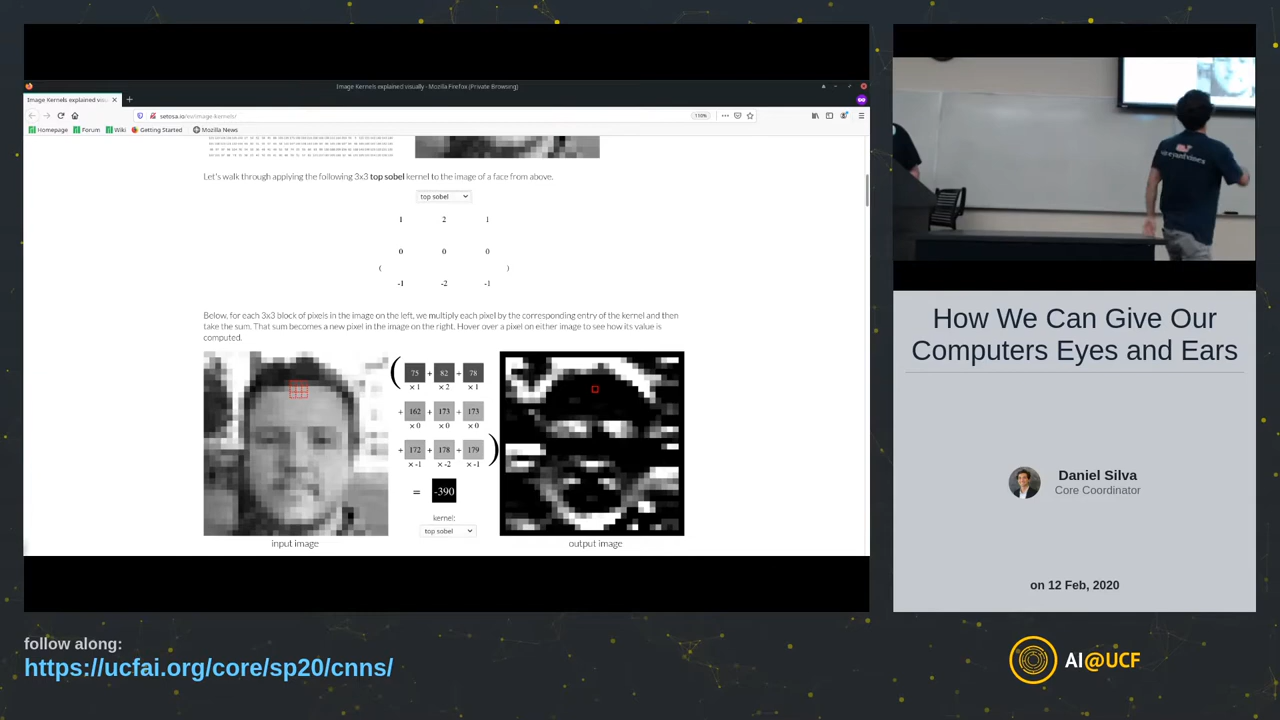 Image Kernels explained visually - Mozilla Firefox (Private Browsing)
Image Kernels explained visu
setosa.io/ev/image-kernels/
110%
Homepage
Forum
Wiki
Getting Started
Mozilla News
Let's walk through applying the following 3x3 top sobel kernel to the image of a face from above.
top sobel
1 2 1
0 0 0
( )
-1 -2 -1
Below, for each 3x3 block of pixels in the image on the left, we multiply each pixel by the corresponding entry of the kernel and then
take the sum. That sum becomes a new pixel in the image on the right. Hover over a pixel on either image to see how its value is
computed.
( 75 + 82 + 78
× 1 × 2 × 1
+ 162 + 173 + 173
× 0 × 0 × 0
+ 172 + 178 + 179 )
× -1 × -2 × -1
= -390
kernel:
top sobel
input image
output image
How We Can Give Our
Computers Eyes and Ears
Daniel Silva
Core Coordinator
on 12 Feb, 2020
follow along:
https://ucfai.org/core/sp20/cnns/
AI@UCF